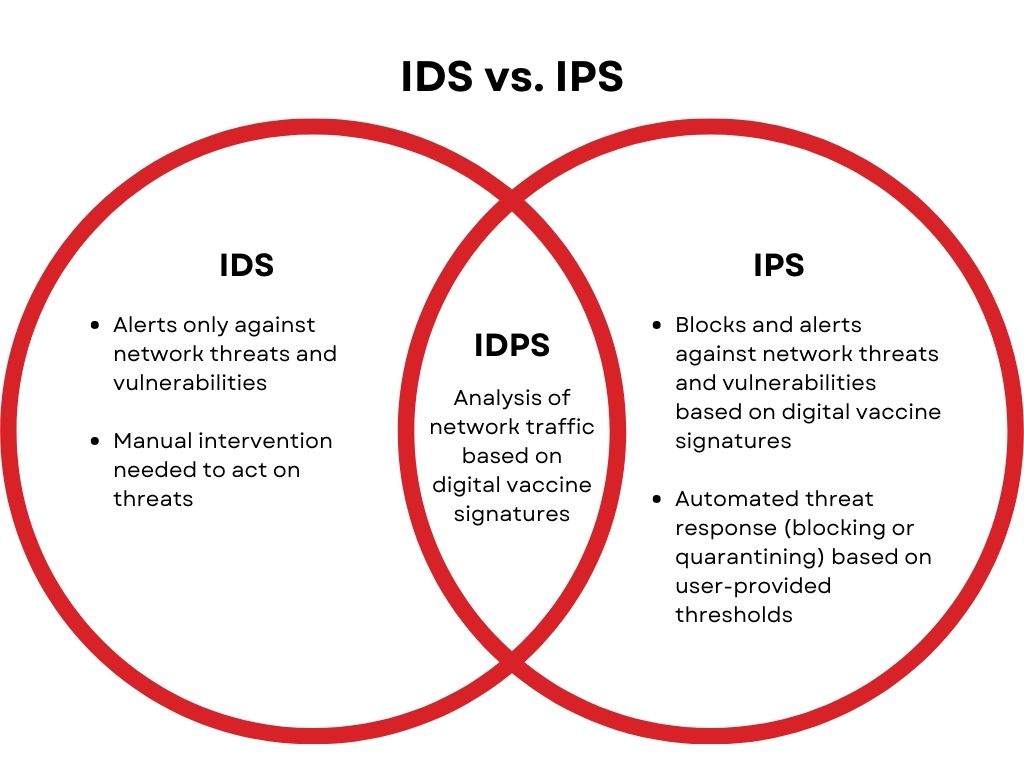 IDS vs. IPS
IDS
• Alerts only against
network threats and
vulnerabilities
• Manual intervention
needed to act on
threats
IDPS
Analysis of
network traffic
based on
digital vaccine
signatures
IPS
• Blocks and alerts
against network threats
and vulnerabilities
based on digital vaccine
signatures
• Automated threat
response (blocking or
quarantining) based on
user-provided
thresholds